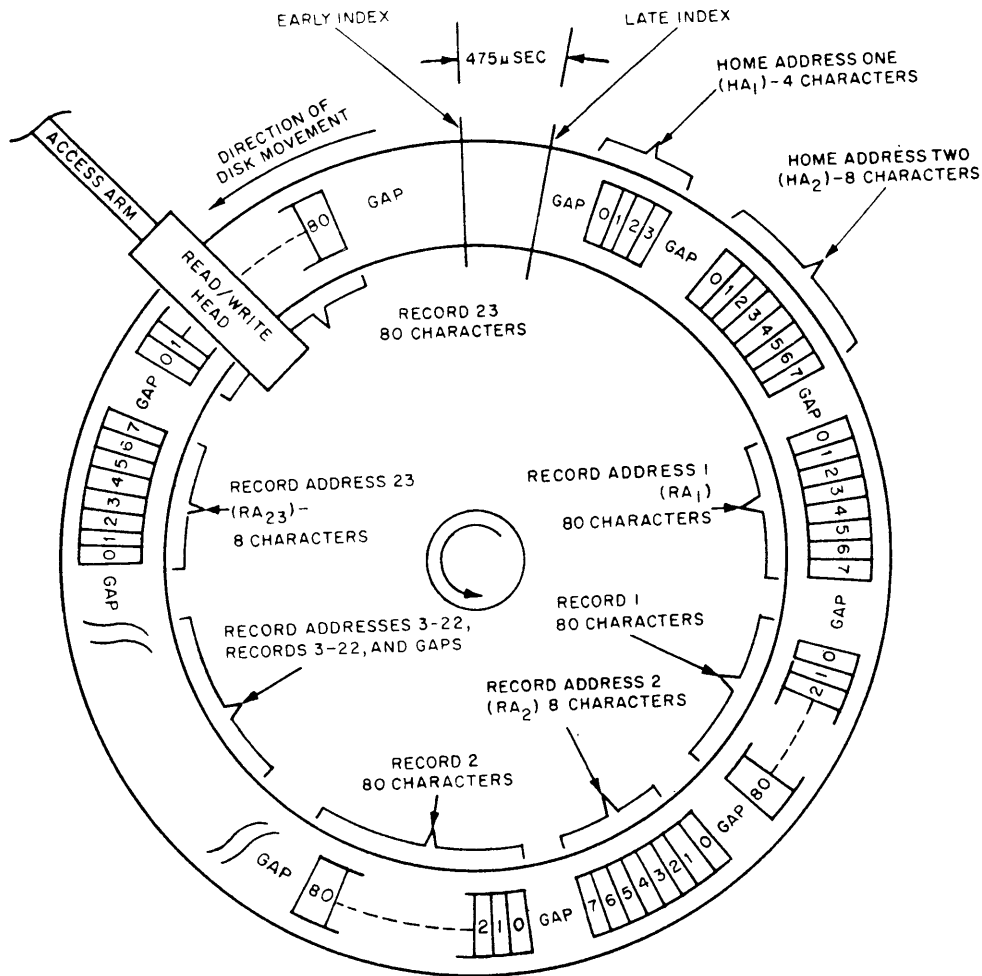 EARLY INDEX
LATE INDEX
475μ SEC
HOME ADDRESS ONE
(HA1)-4 CHARACTERS
DIRECTION OF
DISK MOVEMENT
HOME ADDRESS TWO
(HA2)-8 CHARACTERS
ACCESS ARM
READ/WRITE
HEAD
80
GAP
GAP
0 1 2 3
GAP
0 1 2 3 4 5 6 7
GAP
RECORD 23
80 CHARACTERS
0 1
GAP
0 1 2 3 4 5 6 7
GAP
RECORD ADDRESS 23
(RA23)-
8 CHARACTERS
RECORD ADDRESS 1
(RA1)
80 CHARACTERS
0 1 2 3 4 5 6 7
GAP
RECORD 1
80 CHARACTERS
RECORD ADDRESSES 3-22,
RECORDS 3-22, AND GAPS
RECORD ADDRESS 2
(RA2) 8 CHARACTERS
2 1 0
80
GAP
RECORD 2
80 CHARACTERS
7 6 5 4 3 2 1 0
GAP
2 1 0
80
GAP